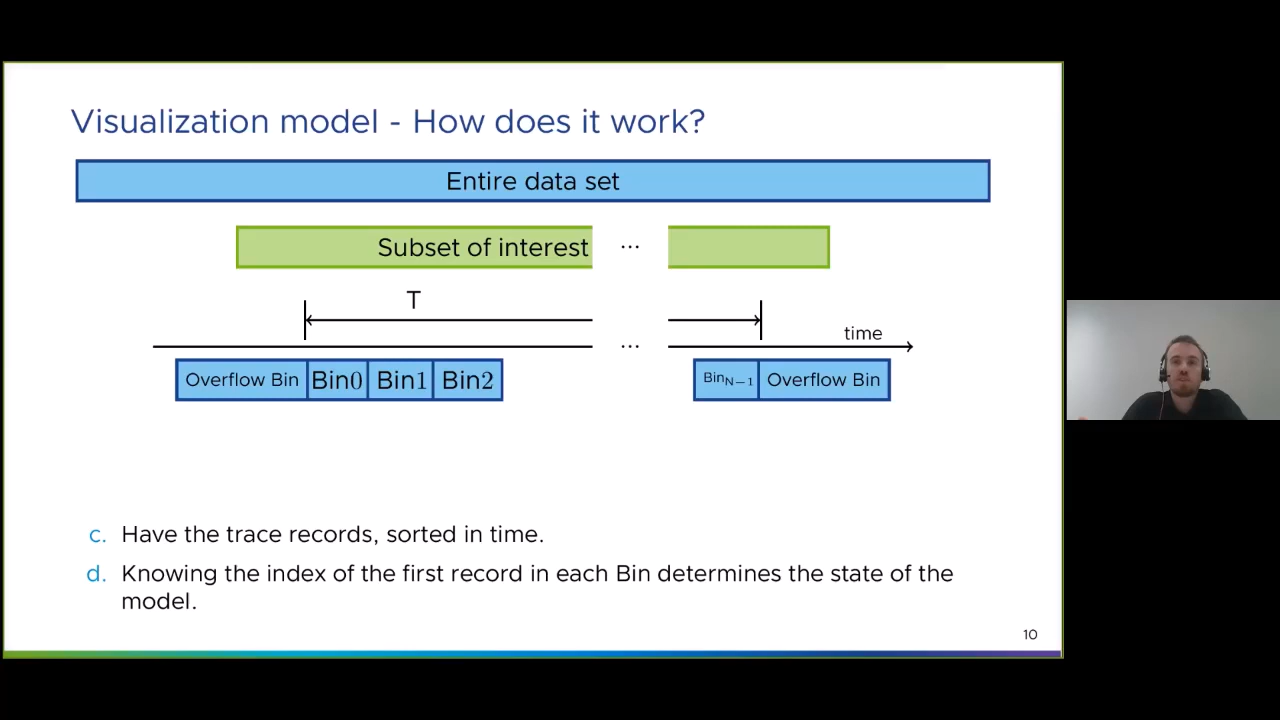 Visualization model - How does it work?
Entire data set
Subset of interest ...
T
time
...
Overflow Bin Bin0 Bin1 Bin2 Bin_{N−1} Overflow Bin
c. Have the trace records, sorted in time.
d. Knowing the index of the first record in each Bin determines the state of the
model.
10